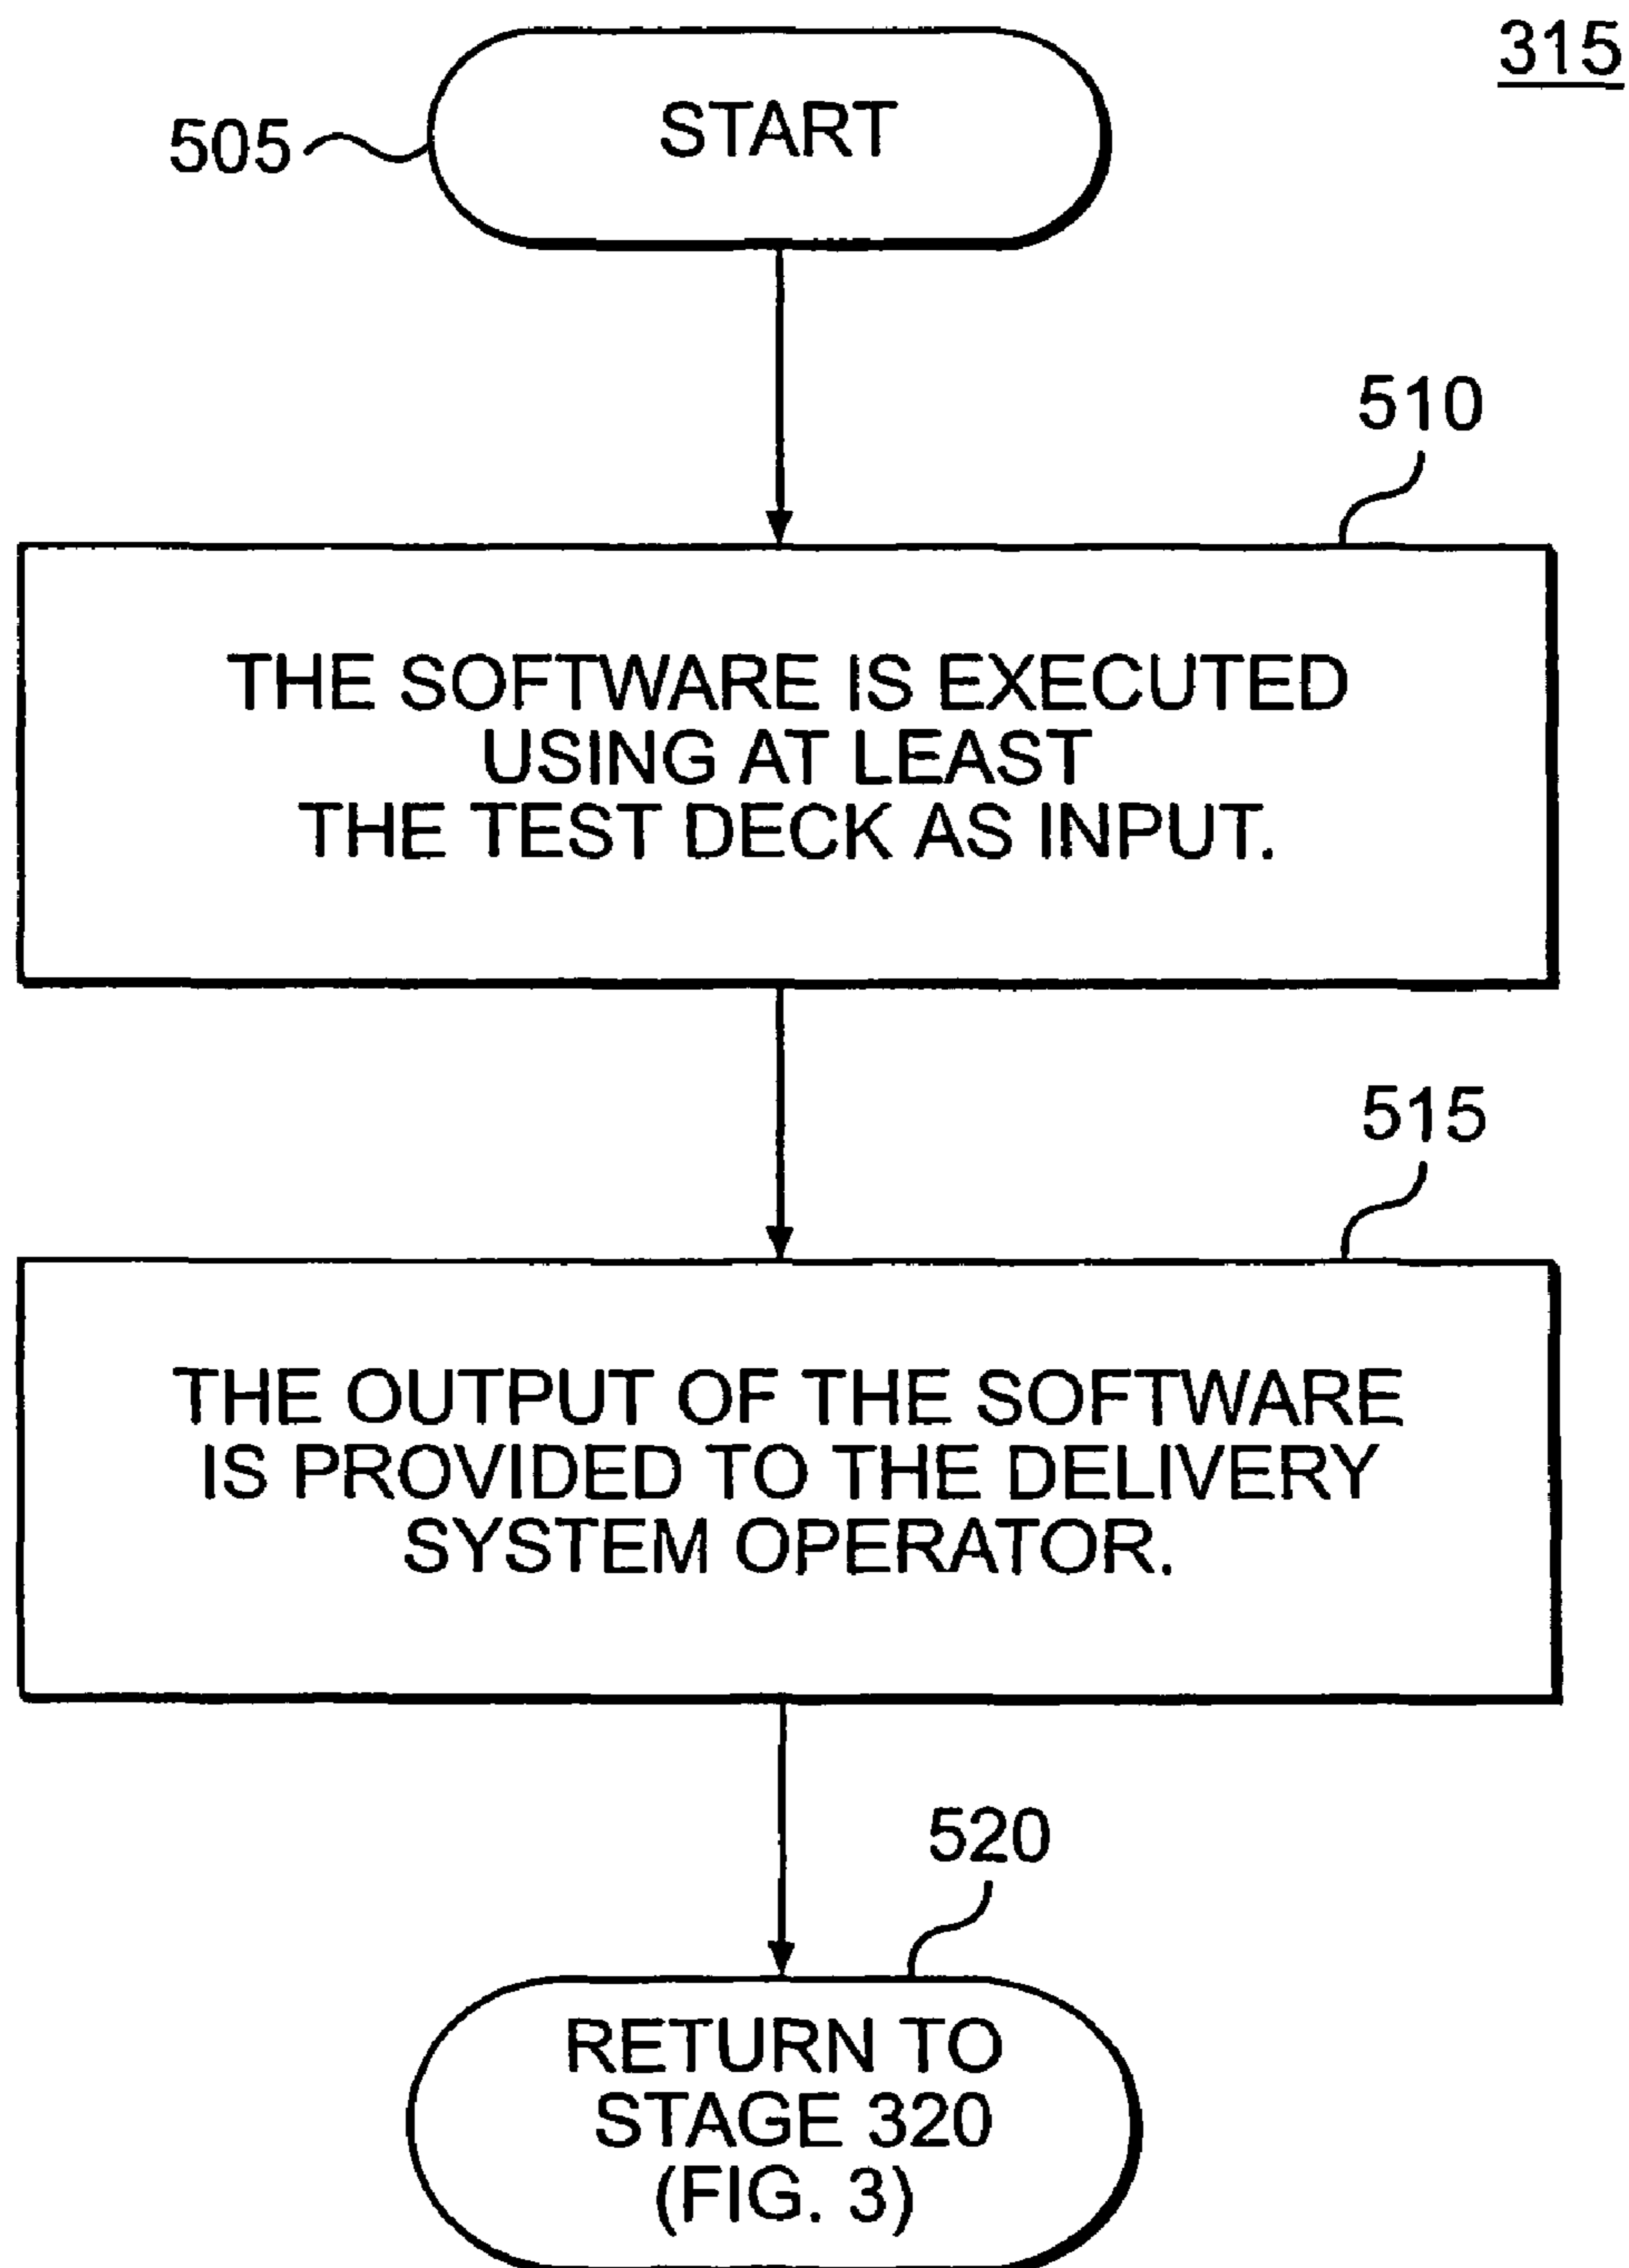 315
505
START
510
THE SOFTWARE IS EXECUTED
USING AT LEAST
THE TEST DECK AS INPUT.
515
THE OUTPUT OF THE SOFTWARE
IS PROVIDED TO THE DELIVERY
SYSTEM OPERATOR.
520
RETURN TO
STAGE 320
(FIG. 3)